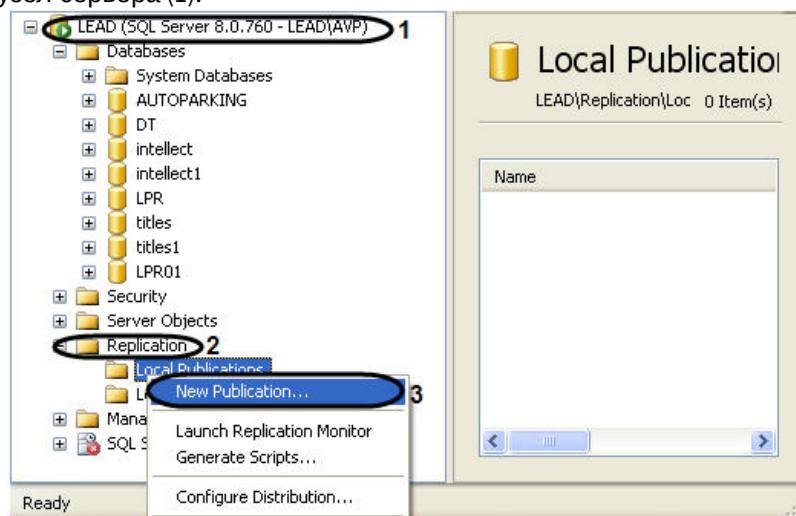 сервера (1).
LEAD (SQL Server 8.0.760 - LEAD\AVP) 1
Databases
System Databases
AUTOPARKING
DT
intellect
intellect1
LPR
titles
titles1
LPR01
Security
Server Objects
Replication 2
Local Publications
New Publication... 3
Launch Replication Monitor
Generate Scripts...
Configure Distribution...
Ready
Local Publicatio
LEAD\Replication\Loc 0 Item(s)
Name